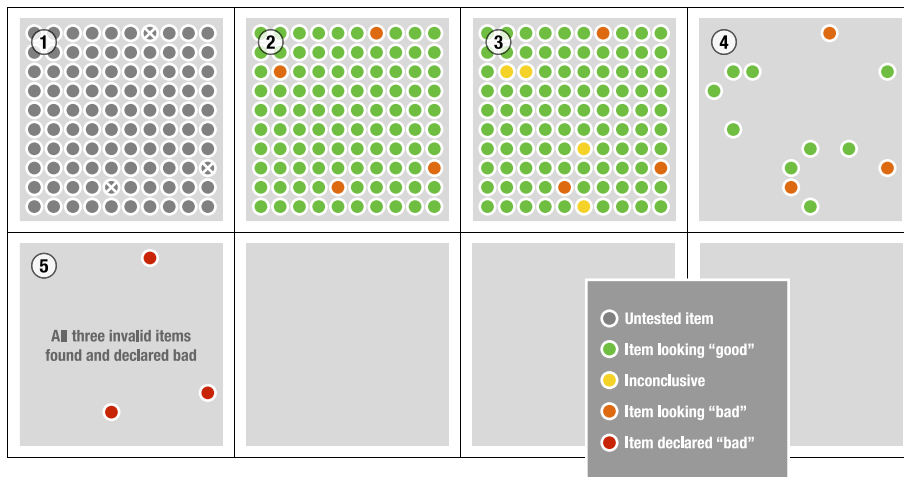 1
2
3
4
5
All three invalid items
found and declared bad
Untested item
Item looking “good”
Inconclusive
Item looking “bad”
Item declared “bad”